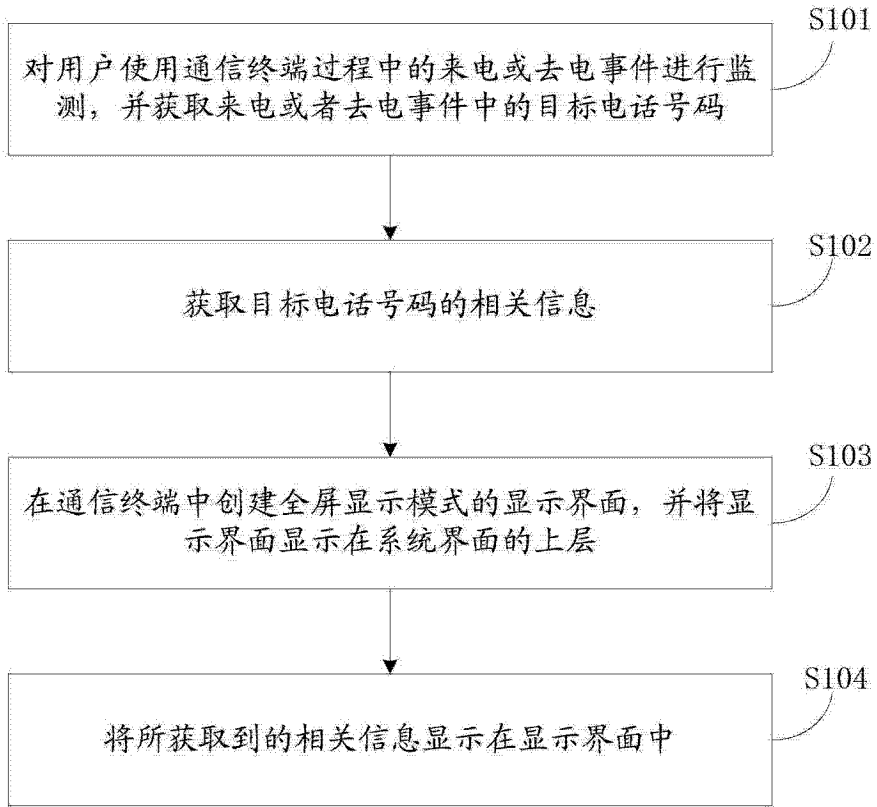 S101
对用户使用通信终端过程中的来电或去电事件进行监
测，并获取来电或者去电事件中的目标电话号码
S102
获取目标电话号码的相关信息
S103
在通信终端中创建全屏显示模式的显示界面，并将显
示界面显示在系统界面的上层
S104
将所获取到的相关信息显示在显示界面中